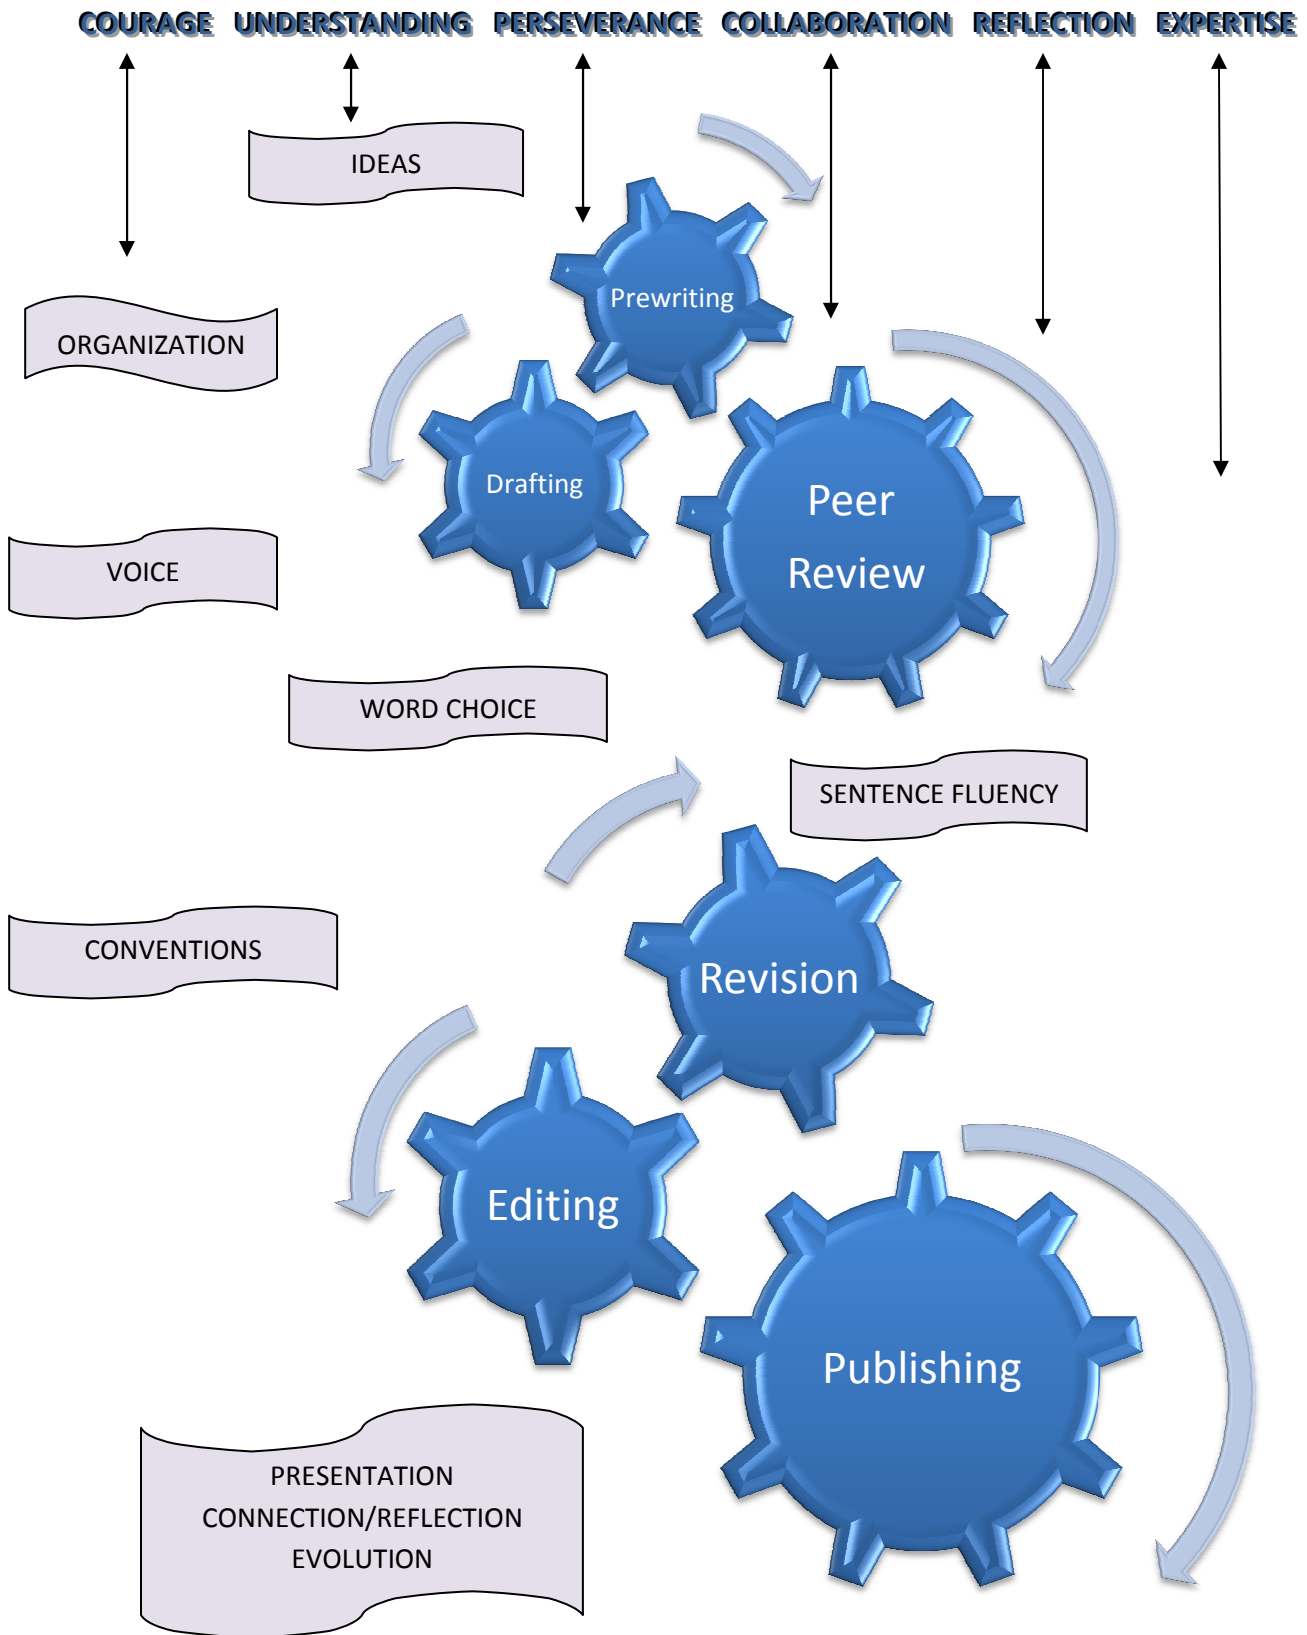 COURAGE UNDERSTANDING PERSEVERANCE COLLABORATION REFLECTION EXPERTISE
IDEAS
Prewriting
ORGANIZATION
Drafting
Peer
Review
VOICE
WORD CHOICE
SENTENCE FLUENCY
CONVENTIONS
Revision
Editing
Publishing
PRESENTATION
CONNECTION/REFLECTION
EVOLUTION